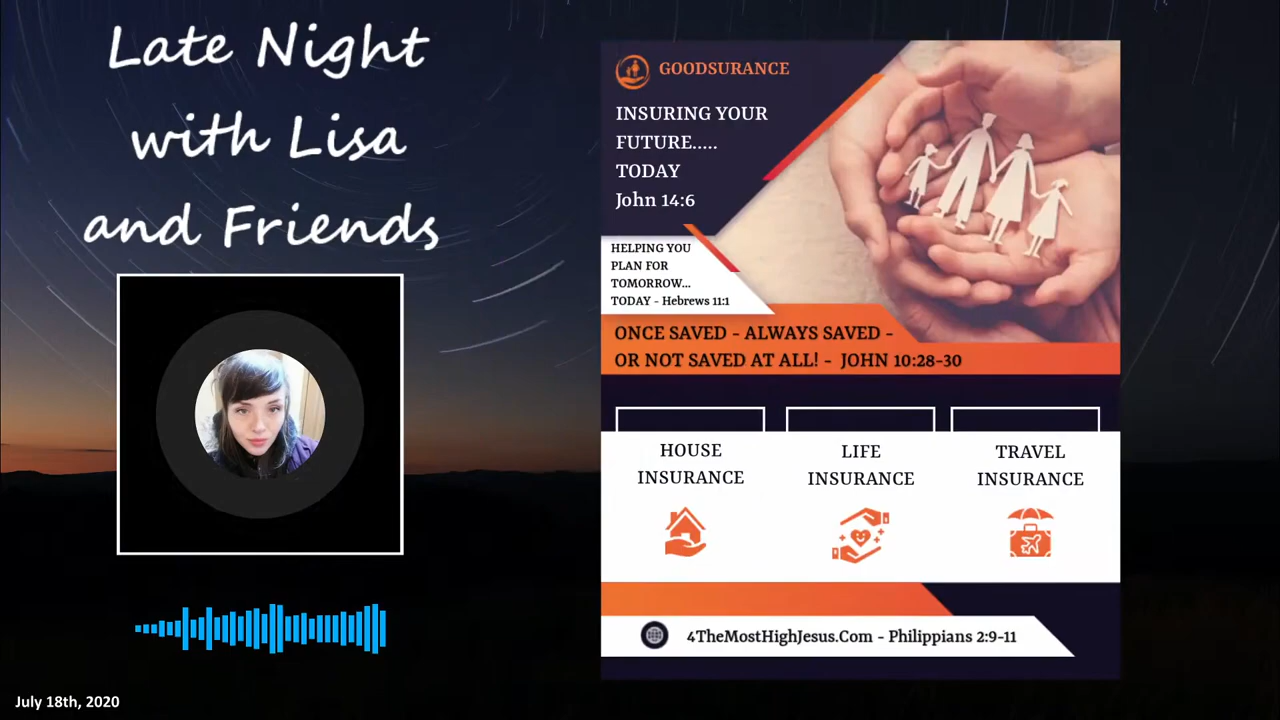 Late Night
with Lisa
and Friends
GOODSURANCE
INSURING YOUR
FUTURE.....
TODAY
John 14:6
HELPING YOU
PLAN FOR
TOMORROW...
TODAY - Hebrews 11:1
ONCE SAVED - ALWAYS SAVED -
OR NOT SAVED AT ALL! - JOHN 10:28-30
HOUSE
INSURANCE
LIFE
INSURANCE
TRAVEL
INSURANCE
4TheMostHighJesus.Com - Philippians 2:9-11
July 18th, 2020